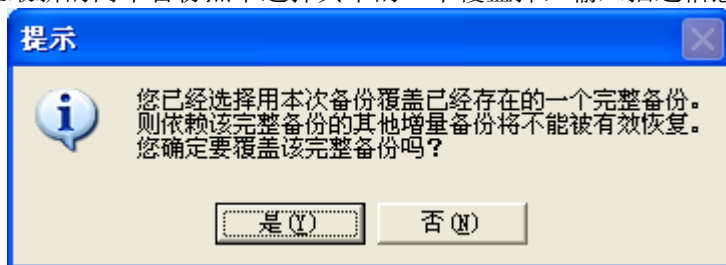 提示
您已经选择用本次备份覆盖已经存在的一个完整备份。
则依赖该完整备份的其他增量备份将不能被有效恢复。
您确定要覆盖该完整备份吗？
是(Y)
否(N)